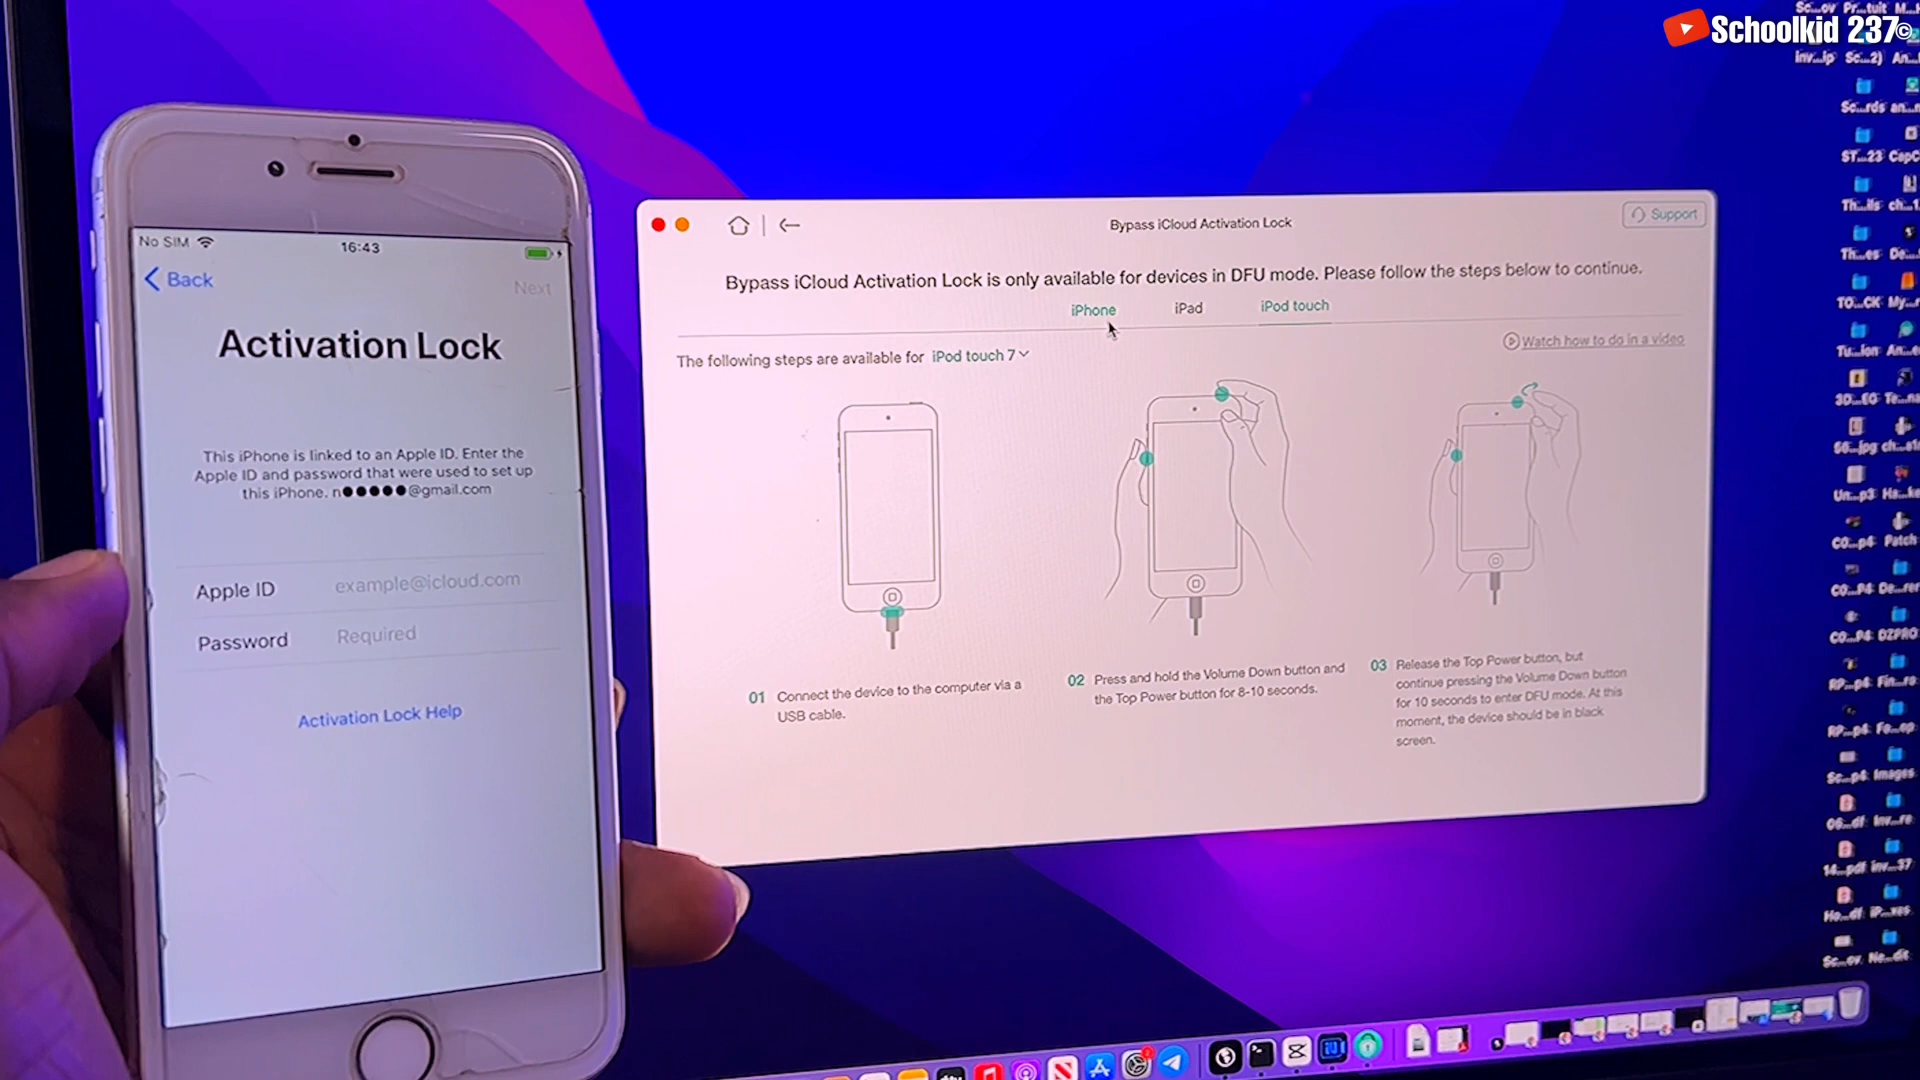 Schoolkid 237©
No SIM
16:43
Back
Next
Activation Lock
This iPhone is linked to an Apple ID. Enter the
Apple ID and password that were used to set up
this iPhone. n●●●●●@gmail.com
Apple ID
example@icloud.com
Password
Required
Activation Lock Help
Bypass iCloud Activation Lock
Support
Bypass iCloud Activation Lock is only available for devices in DFU mode. Please follow the steps below to continue.
iPhone
iPad
iPod touch
The following steps are available for iPod touch 7
Watch how to do in a video
01 Connect the device to the computer via a
USB cable.
02 Press and hold the Volume Down button and
the Top Power button for 8-10 seconds.
03 Release the Top Power button, but
continue pressing the Volume Down button
for 10 seconds to enter DFU mode. At this
moment, the device should be in black
screen.
Patch
Images